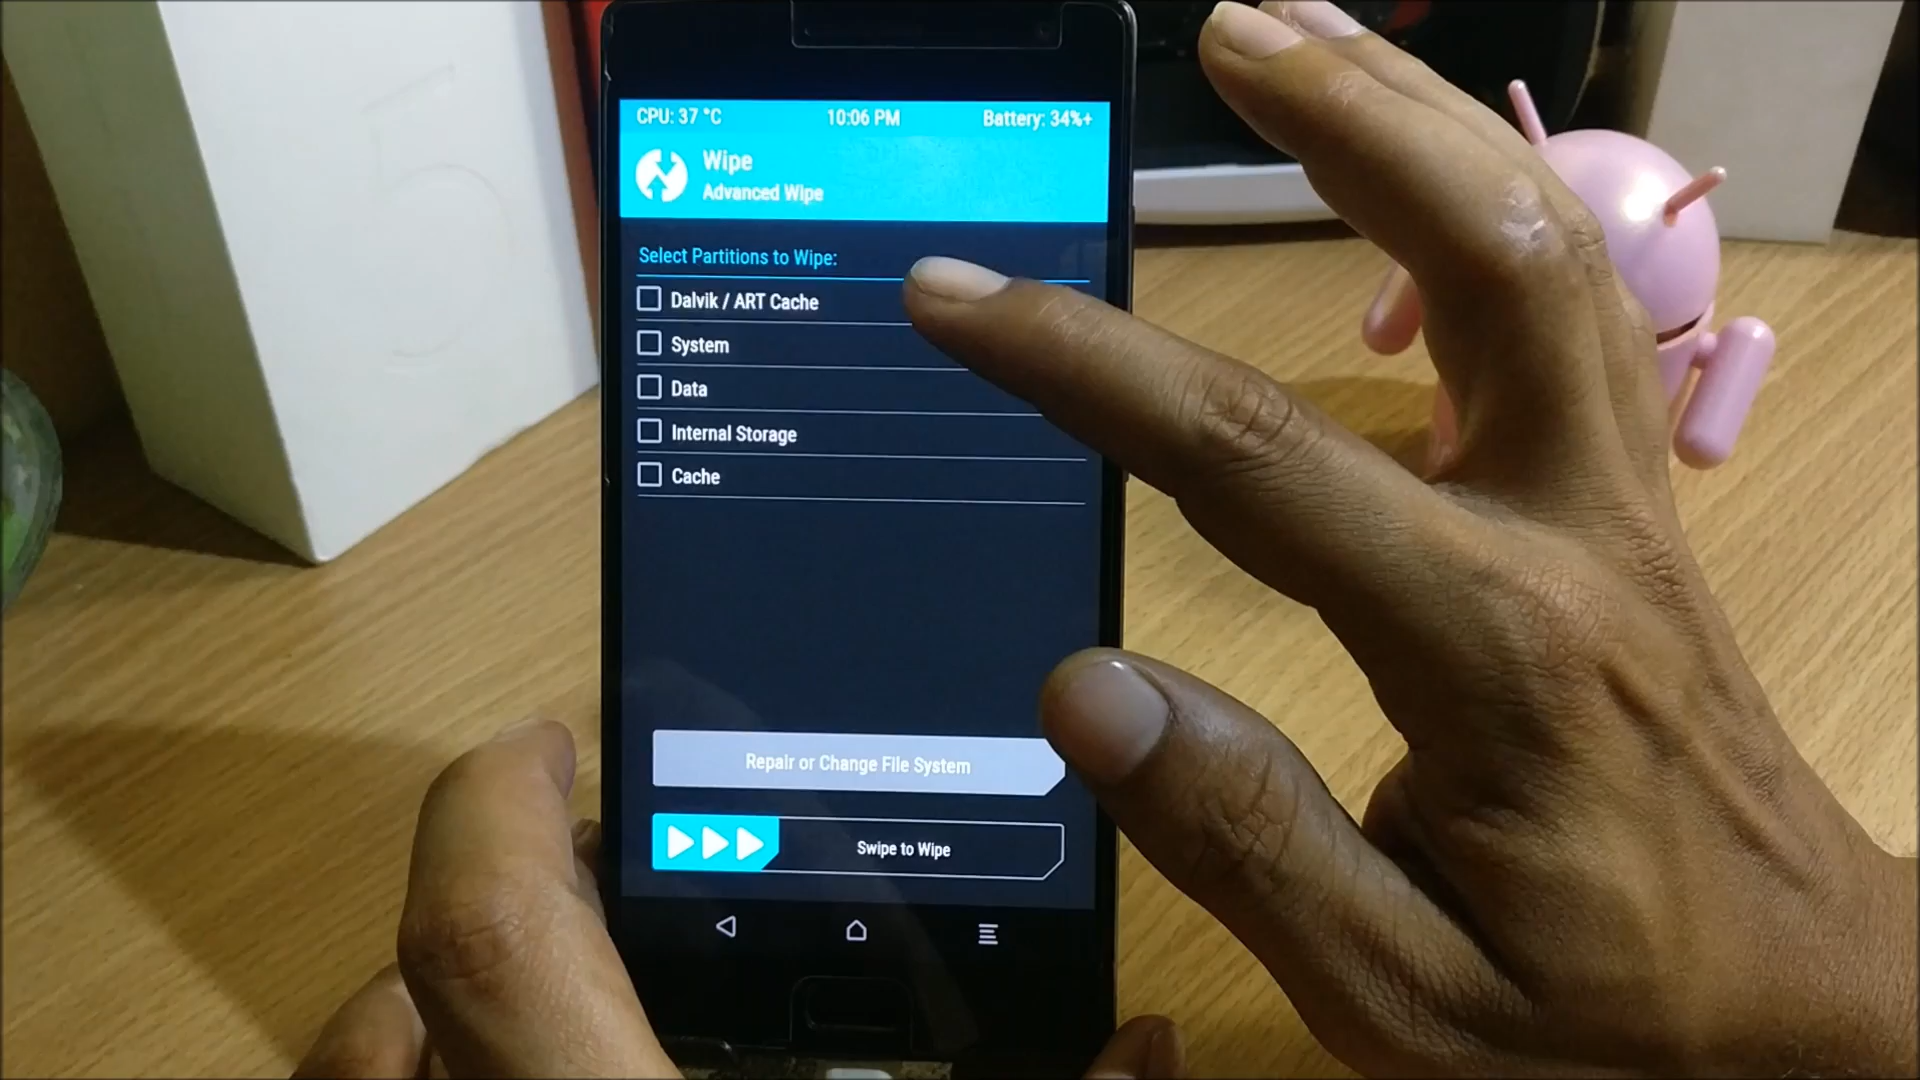 CPU: 37 °C 10:06 PM Battery: 34%+
Wipe
Advanced Wipe
Select Partitions to Wipe:
Dalvik / ART Cache
System
Data
Internal Storage
Cache
Repair or Change File System
Swipe to Wipe